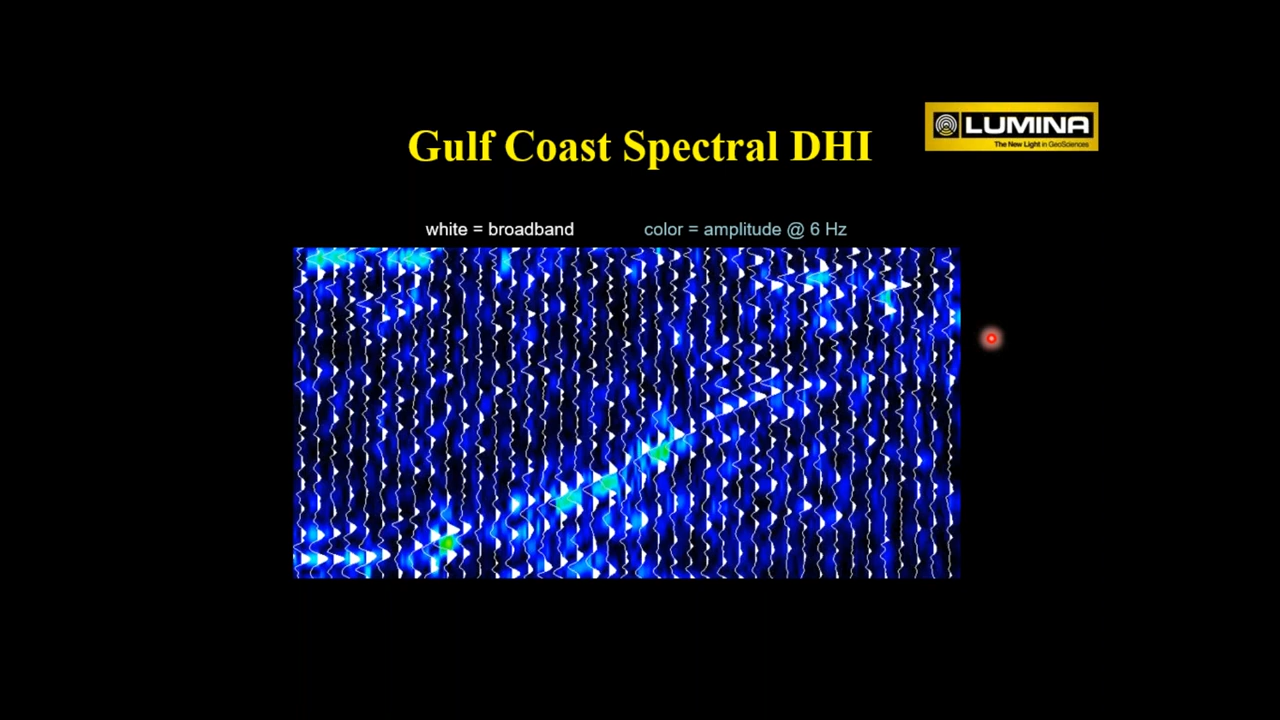 Gulf Coast Spectral DHI
LUMINA
The New Light in GeoSciences
white = broadband
color = amplitude @ 6 Hz